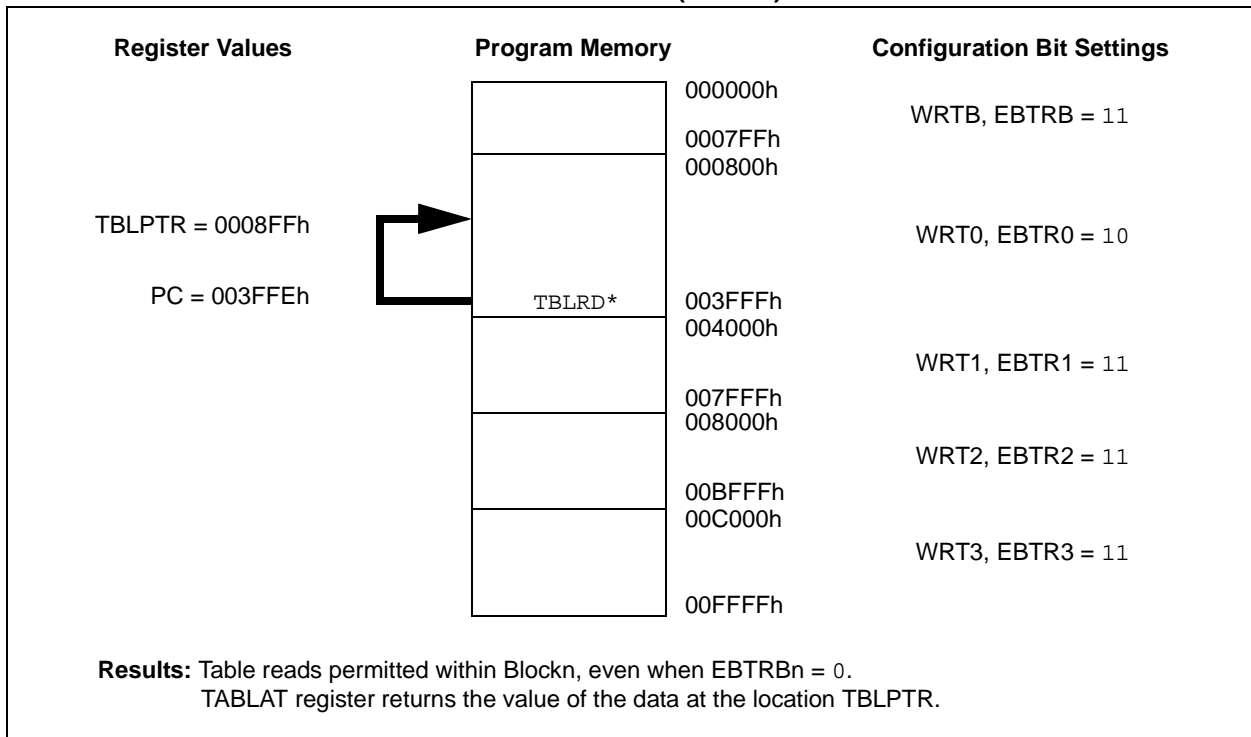 Register Values Program Memory Configuration Bit Settings
000000h
WRTB, EBTRB = 11
0007FFh
000800h
TBLPTR = 0008FFh
WRT0, EBTR0 = 10
PC = 003FFEh TBLRD* 003FFFh
004000h
WRT1, EBTR1 = 11
007FFFh
008000h
WRT2, EBTR2 = 11
00BFFFh
00C000h
WRT3, EBTR3 = 11
00FFFFh
Results: Table reads permitted within Blockn, even when EBTRBn = 0.
TABLAT register returns the value of the data at the location TBLPTR.